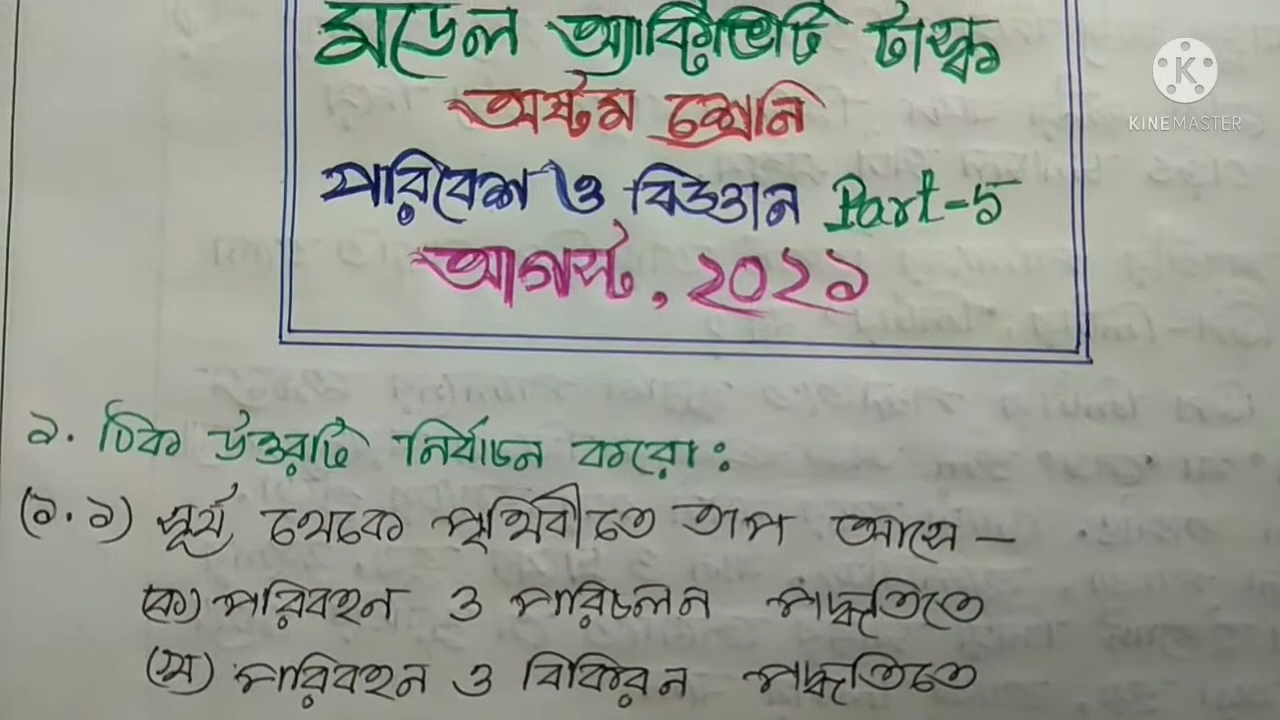 মডেল অ্যাক্টিভিটি টাস্ক
অষ্টম শ্রেনি
পরিবেশ ও বিজ্ঞান Part-5
আগস্ট, ২০২১
K
KINEMASTER
১. ঠিক উত্তরটি নির্বাচন করো:
(১.১) সূর্য থেকে পৃথিবীতে তাপ আসে –
(ক) পরিবহন ও পরিচলন পদ্ধতিতে
(খ) পরিবহন ও বিকিরন পদ্ধতিতে